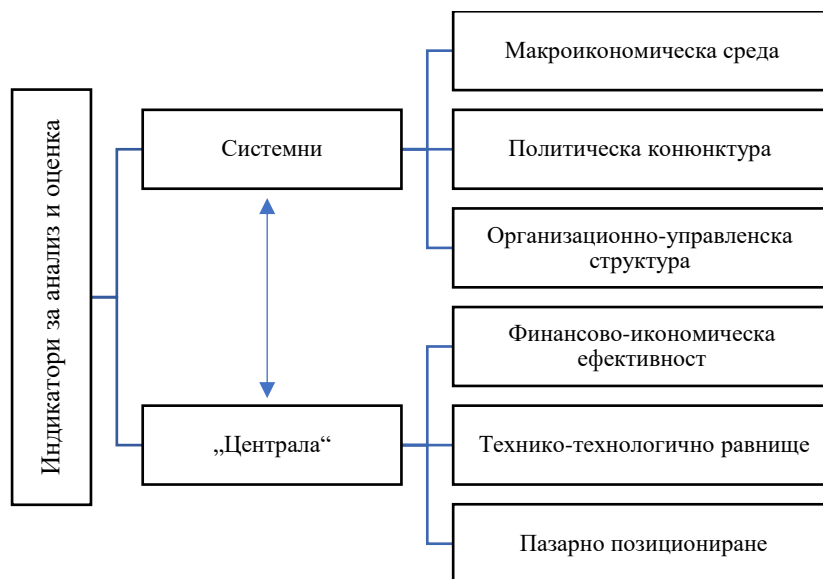 Индикатори за анализ и оценка
Системни
Макроикономическа среда
Политическа конюнктура
Организационно-управленска
структура
„Централа“
Финансово-икономическа
ефективност
Технико-технологично равнище
Пазарно позициониране